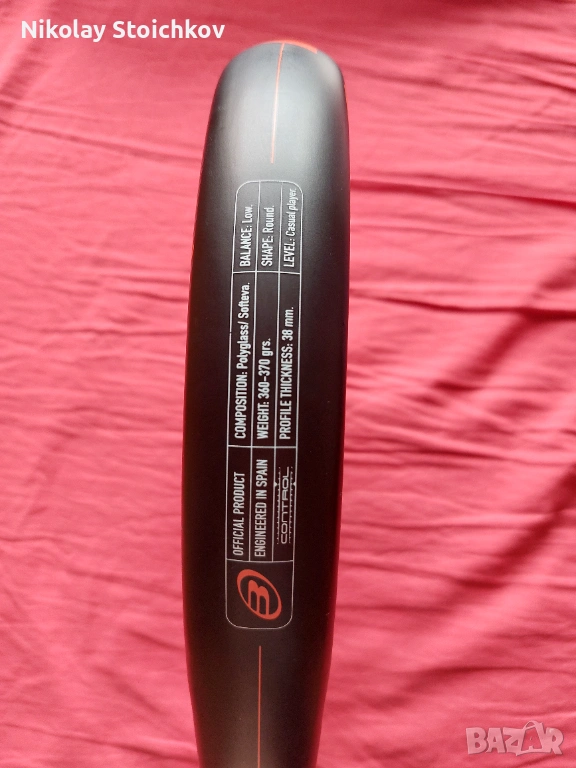 Nikolay Stoichkov
OFFICIAL PRODUCT
ENGINEERED IN SPAIN
CONTROL
COMPOSITION: Polyglass/ Softeva.
WEIGHT: 360-370 grs.
PROFILE THICKNESS: 38 mm.
BALANCE: Low.
SHAPE: Round.
LEVEL: Casual player.
BAZAR